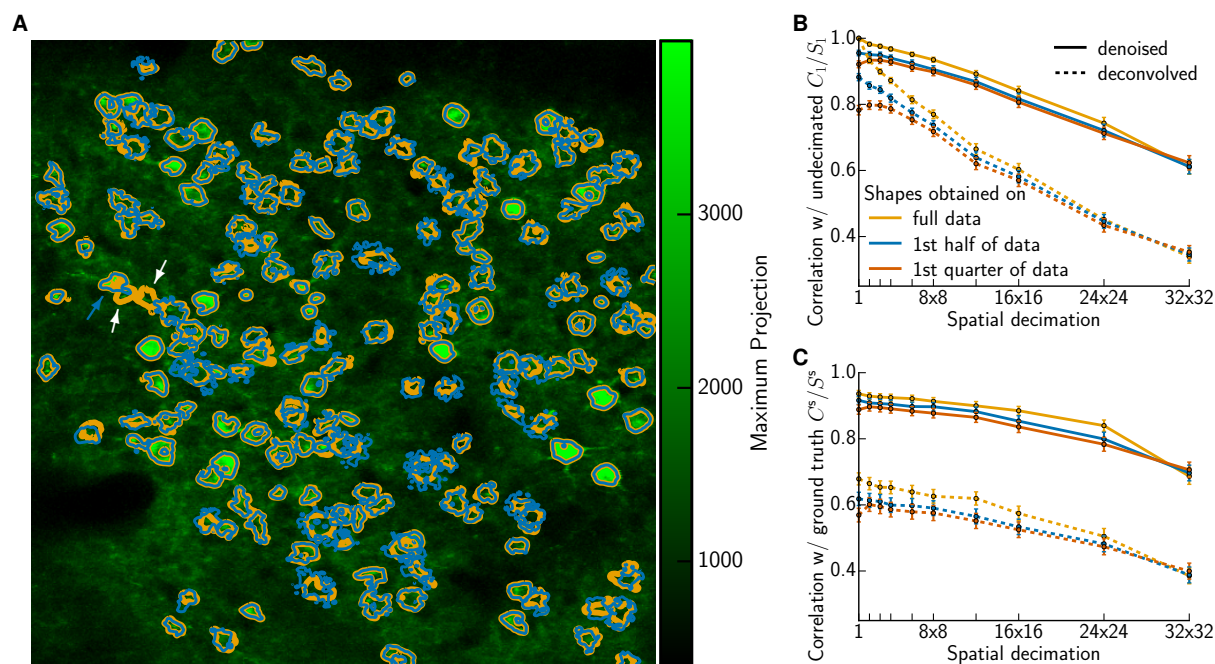 A
3000
2000
1000
Maximum Projection
B
Correlation w/ undecimated C₁/S₁
1.0
0.8
0.6
0.4
denoised
deconvolved
Shapes obtained on
full data
1st half of data
1st quarter of data
1 8x8 16x16 24x24 32x32
Spatial decimation
C
Correlation w/ ground truth Cˢ/Sˢ
1.0
0.8
0.6
0.4
1 8x8 16x16 24x24 32x32
Spatial decimation